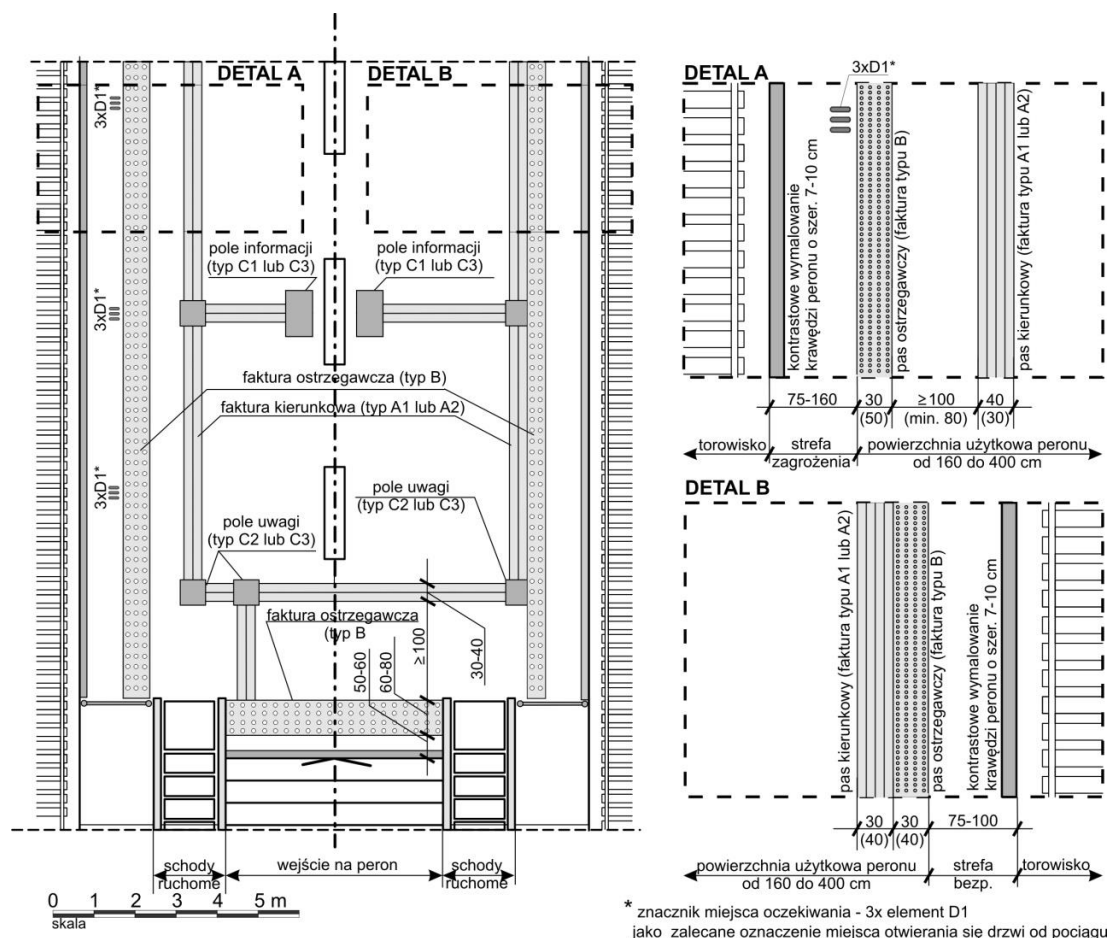 DETAL A
DETAL B
3xD1*
pole informacji
(typ C1 lub C3)
pole informacji
(typ C1 lub C3)
3xD1*
faktura ostrzegawcza (typ B)
faktura kierunkowa (typ A1 lub A2)
3xD1*
pole uwagi
(typ C2 lub C3)
pole uwagi
(typ C2 lub C3)
faktura ostrzegawcza
(typ B
50-60
60-80
≥100
30-40
schody
ruchome
wejście na peron
schody
ruchome
0 1 2 3 4 5 m
skala
DETAL A
3xD1*
kontrastowe wymalowanie
krawędzi peronu o szer. 7-10 cm
pas ostrzegawczy (faktura typu B)
pas kierunkowy (faktura typu A1 lub A2)
75-160
30
(50)
≥100
(min. 80)
40
(30)
torowisko
strefa
zagrożenia
powierzchnia użytkowa peronu
od 160 do 400 cm
DETAL B
pas kierunkowy (faktura typu A1 lub A2)
pas ostrzegawczy (faktura typu B)
kontrastowe wymalowanie
krawędzi peronu o szer. 7-10 cm
30
(40)
30
(40)
75-100
powierzchnia użytkowa peronu
od 160 do 400 cm
strefa
bezp.
torowisko
* znacznik miejsca oczekiwania - 3x element D1
jako zalecane oznaczenie miejsca otwierania sie drzwi od pociągu